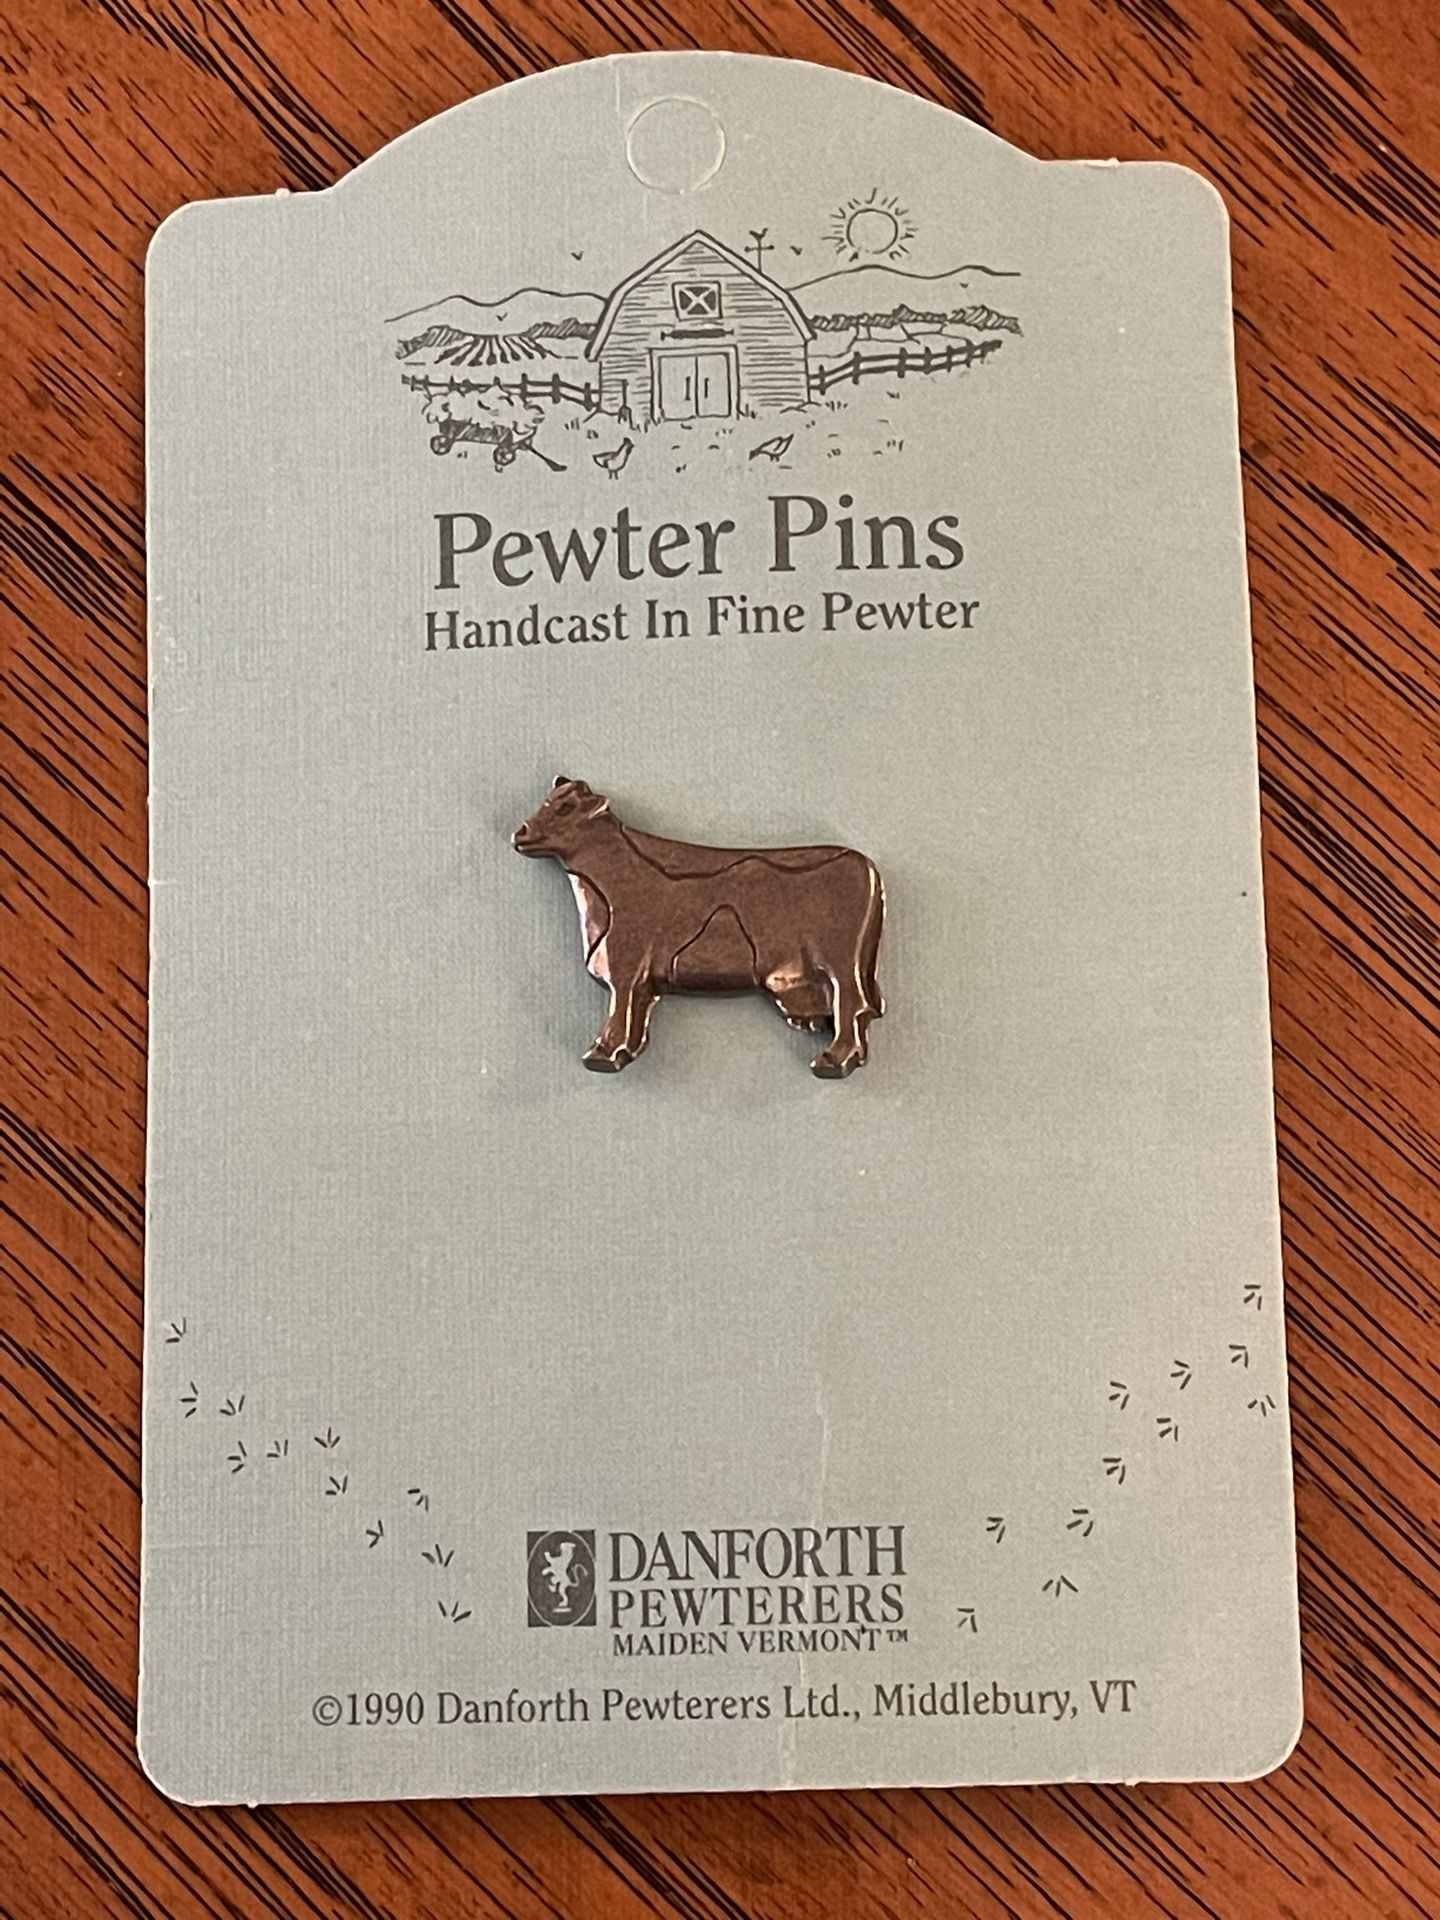 Pewter Pins
Handcast In Fine Pewter
DANFORTH
PEWTERERS
MAIDEN VERMONT™
©1990 Danforth Pewterers Ltd., Middlebury, VT